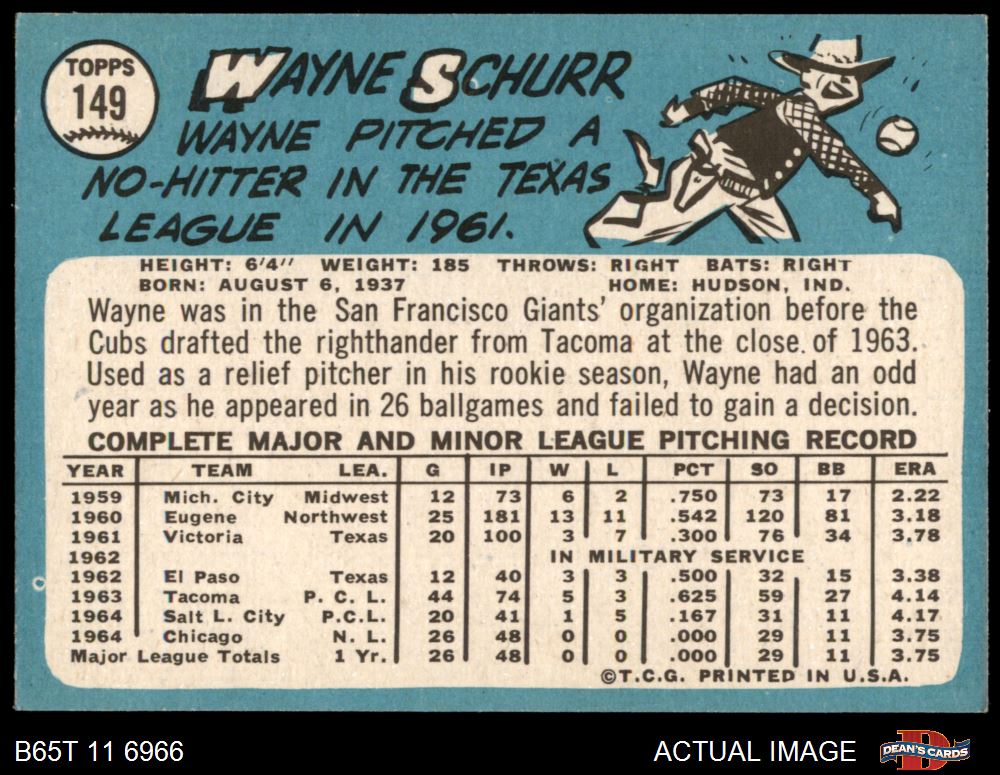 TOPPS
149
WAYNE SCHURR
WAYNE PITCHED A
NO-HITTER IN THE TEXAS
LEAGUE IN 1961.
HEIGHT: 6'4" WEIGHT: 185 THROWS: RIGHT BATS: RIGHT
BORN: AUGUST 6, 1937 HOME: HUDSON, IND.
Wayne was in the San Francisco Giants' organization before the
Cubs drafted the righthander from Tacoma at the close of 1963.
Used as a relief pitcher in his rookie season, Wayne had an odd
year as he appeared in 26 ballgames and failed to gain a decision.
COMPLETE MAJOR AND MINOR LEAGUE PITCHING RECORD
YEAR TEAM LEA. G IP W L PCT SO BB ERA
1959 Mich. City Midwest 12 73 6 2 .750 73 17 2.22
1960 Eugene Northwest 25 181 13 11 .542 120 81 3.18
1961 Victoria Texas 20 100 3 7 .300 76 34 3.78
1962 IN MILITARY SERVICE
1962 El Paso Texas 12 40 3 3 .500 32 15 3.38
1963 Tacoma P. C. L. 44 74 5 3 .625 59 27 4.14
1964 Salt L. City P.C.L. 20 41 1 5 .167 31 11 4.17
1964 Chicago N. L. 26 48 0 0 .000 29 11 3.75
Major League Totals 1 Yr. 26 48 0 0 .000 29 11 3.75
©T.C.G. PRINTED IN U.S.A.
B65T 11 6966 ACTUAL IMAGE DEAN'S CARDS